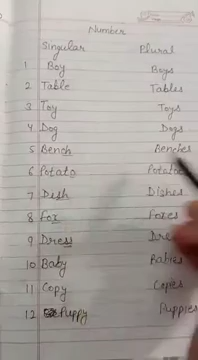 Number
Singular Plural
1 Boy Boys
2 Table Tables
3 Toy Toys
4 Dog Dogs
5 Bench Benches
6 Potato Potatoes
7 Dish Dishes
8 Fox Foxes
9 Dress Dre
10 Baby Babies
11 Copy Copies
12 Puppy Puppies